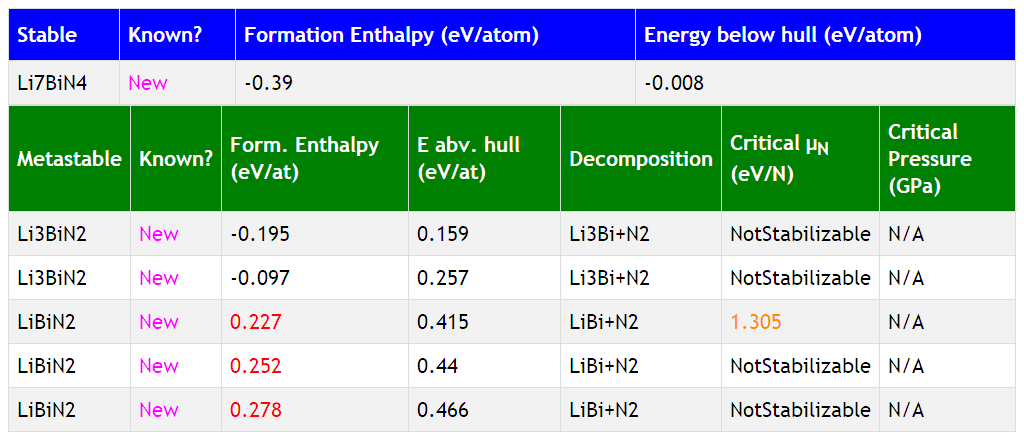 Stable Known? Formation Enthalpy (eV/atom) Energy below hull (eV/atom)
Li7BiN4 New -0.39 -0.008
Metastable Known? Form. Enthalpy (eV/at) E abv. hull (eV/at) Decomposition Critical μN (eV/N) Critical Pressure (GPa)
Li3BiN2 New -0.195 0.159 Li3Bi+N2 NotStabilizable N/A
Li3BiN2 New -0.097 0.257 Li3Bi+N2 NotStabilizable N/A
LiBiN2 New 0.227 0.415 LiBi+N2 1.305 N/A
LiBiN2 New 0.252 0.44 LiBi+N2 NotStabilizable N/A
LiBiN2 New 0.278 0.466 LiBi+N2 NotStabilizable N/A